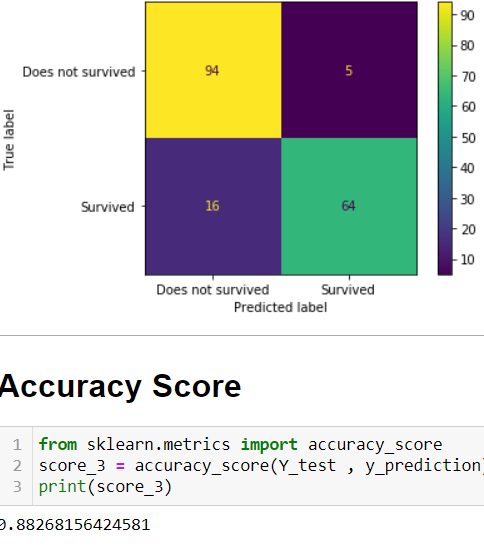 90
Does not survived
94
5
80
70
60
True label
50
40
Survived
16
64
30
20
10
Does not survived
Survived
Predicted label
Accuracy Score
1 from sklearn.metrics import accuracy_score
2 score_3 = accuracy_score(Y_test , y_prediction)
3 print(score_3)
0.88268156424581